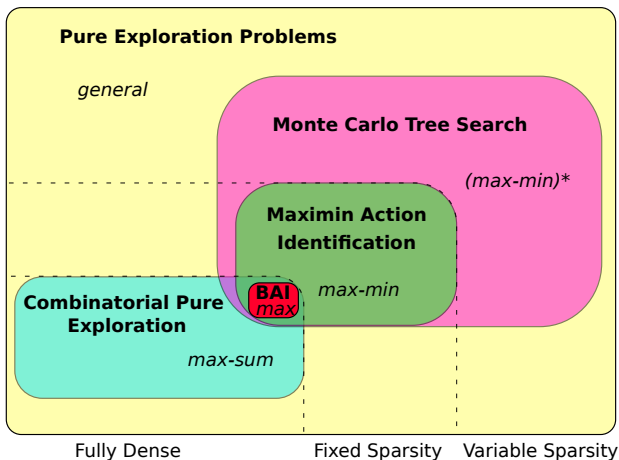 Pure Exploration Problems
general
Monte Carlo Tree Search
(max-min)*
Maximin Action
Identification
max-min
BAI
max
Combinatorial Pure
Exploration
max-sum
Fully Dense
Fixed Sparsity
Variable Sparsity